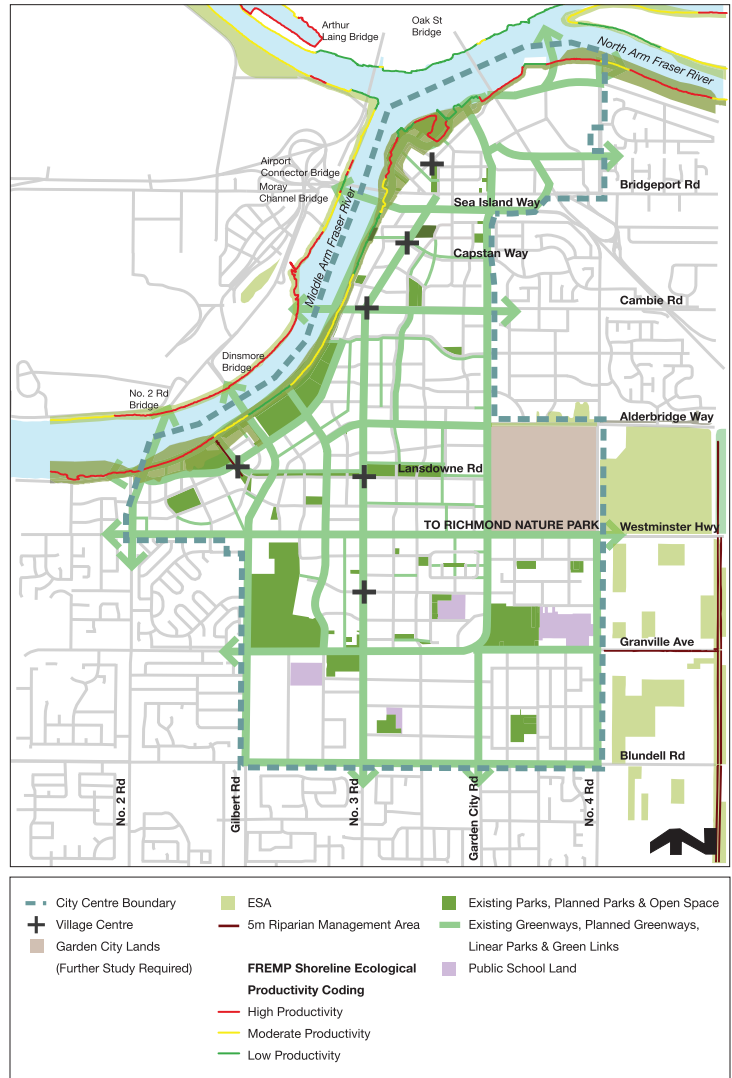 Arthur
Laing Bridge
Oak St
Bridge
North Arm Fraser River
Airport
Connector Bridge
Moray
Channel Bridge
Bridgeport Rd
Sea Island Way
Middle Arm Fraser River
Capstan Way
Cambie Rd
Dinsmore
Bridge
No. 2 Rd
Bridge
Alderbridge Way
Lansdowne Rd
TO RICHMOND NATURE PARK
Westminster Hwy
Granville Ave
Blundell Rd
No. 2 Rd
Gilbert Rd
No. 3 Rd
Garden City Rd
No. 4 Rd
N
City Centre Boundary
Village Centre
Garden City Lands
(Further Study Required)
ESA
5m Riparian Management Area
FREMP Shoreline Ecological
Productivity Coding
High Productivity
Moderate Productivity
Low Productivity
Existing Parks, Planned Parks & Open Space
Existing Greenways, Planned Greenways,
Linear Parks & Green Links
Public School Land